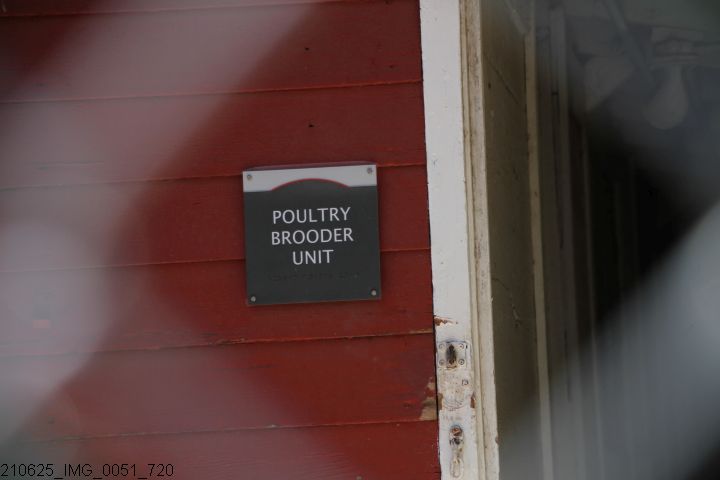 POULTRY
BROODER
UNIT
210625_IMG_0051_720